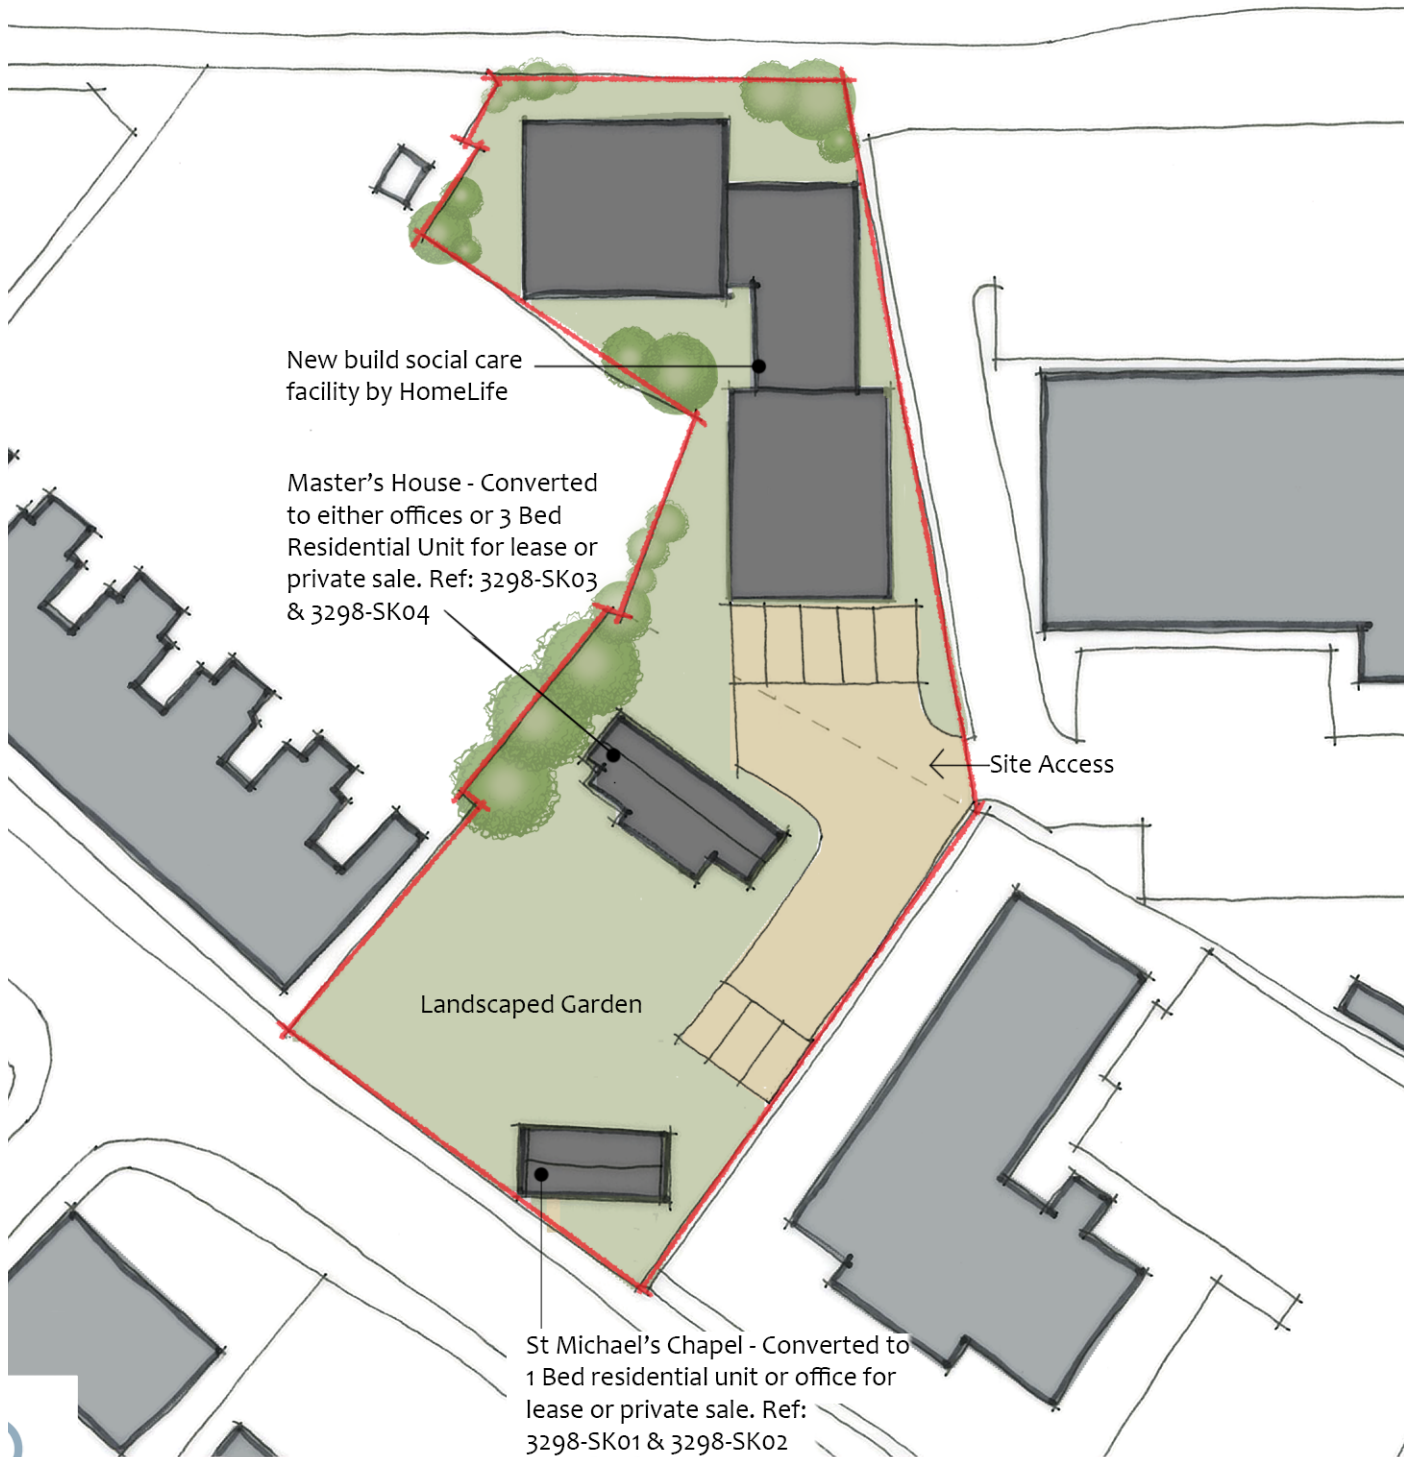 New build social care
facility by HomeLife
Master’s House - Converted
to either offices or 3 Bed
Residential Unit for lease or
private sale. Ref: 3298-SK03
& 3298-SK04
Site Access
Landscaped Garden
St Michael’s Chapel - Converted to
1 Bed residential unit or office for
lease or private sale. Ref:
3298-SK01 & 3298-SK02